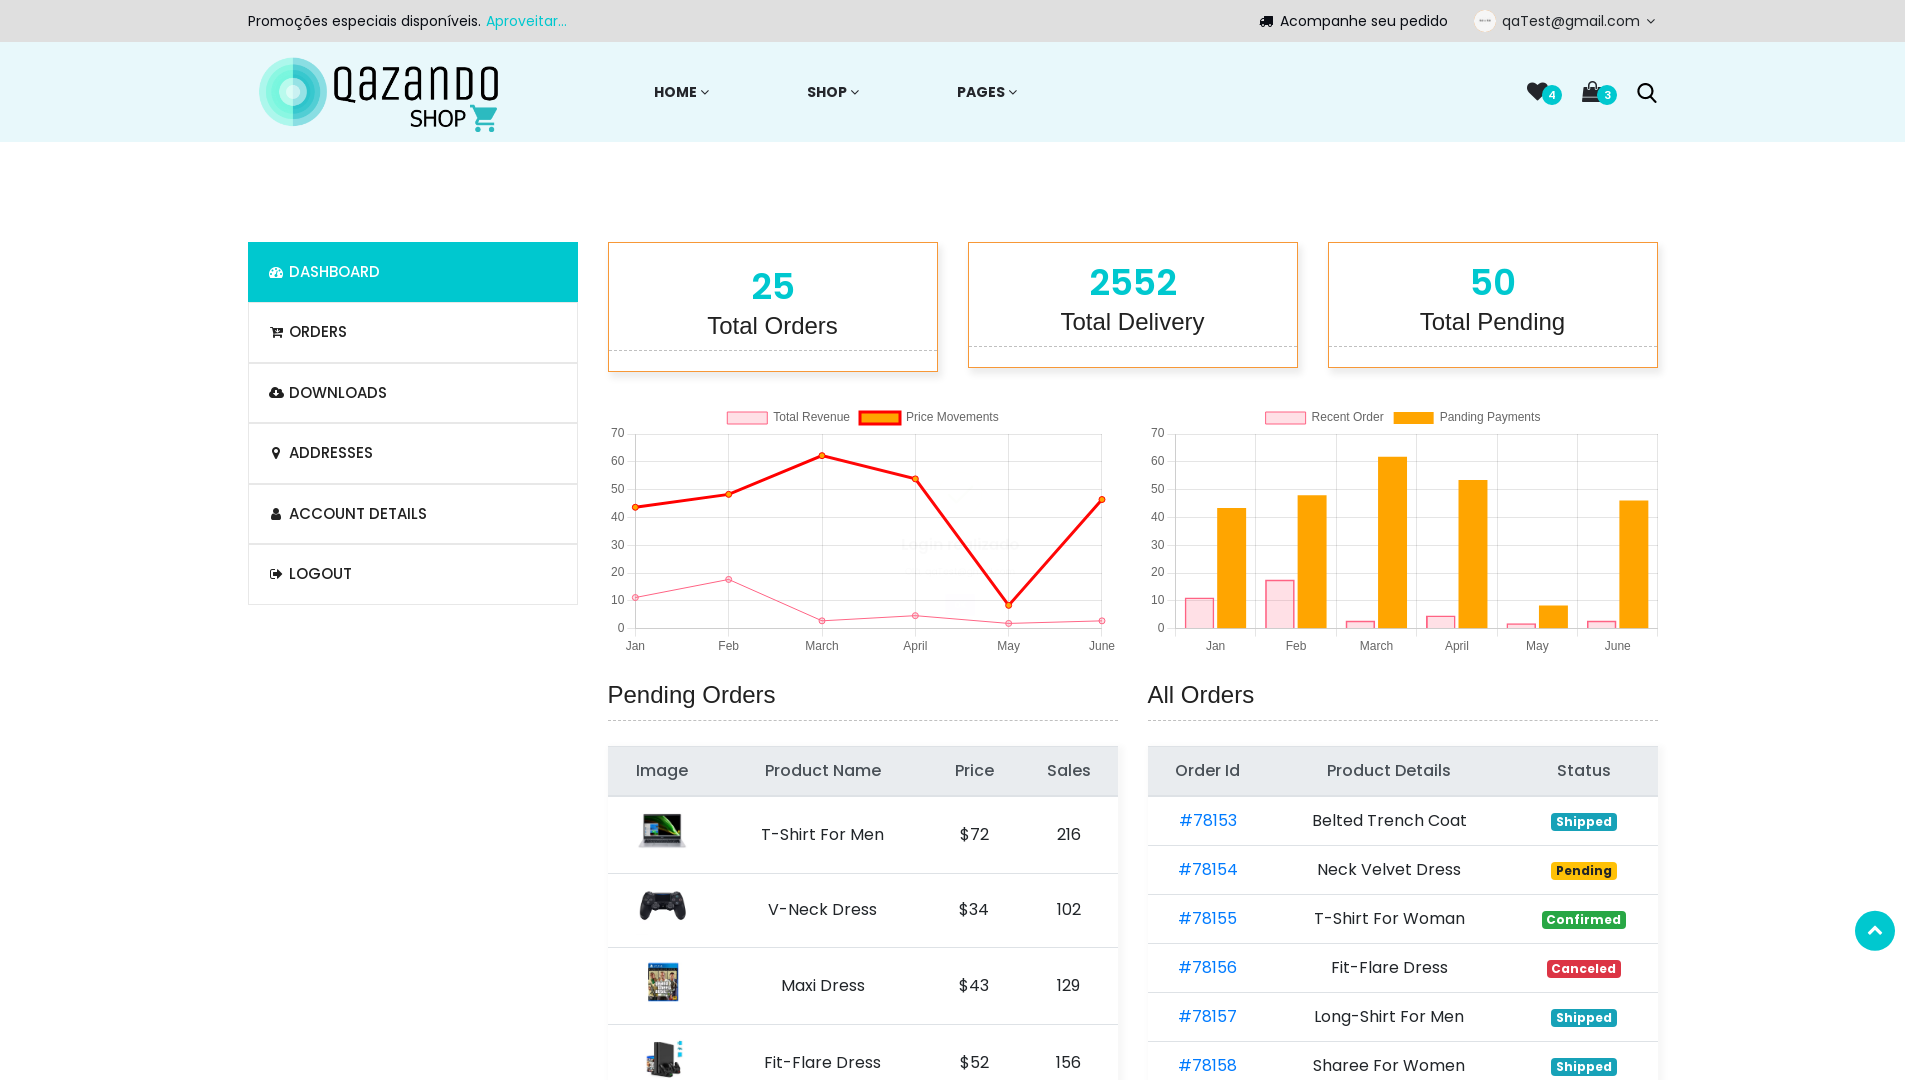 Promoções especiais disponíveis. Aproveitar...
Acompanhe seu pedido
qaTest@gmail.com
QAZANDO
SHOP
HOME
SHOP
PAGES
4
3
DASHBOARD
ORDERS
DOWNLOADS
ADDRESSES
ACCOUNT DETAILS
LOGOUT
25
Total Orders
2552
Total Delivery
50
Total Pending
Total Revenue
Price Movements
70
60
50
40
30
20
10
0
Jan Feb March April May June
Recent Order
Panding Payments
70
60
50
40
30
20
10
0
Jan Feb March April May June
Pending Orders
Image Product Name Price Sales
T-Shirt For Men $72 216
V-Neck Dress $34 102
Maxi Dress $43 129
Fit-Flare Dress $52 156
All Orders
Order Id Product Details Status
#78153 Belted Trench Coat Shipped
#78154 Neck Velvet Dress Pending
#78155 T-Shirt For Woman Confirmed
#78156 Fit-Flare Dress Canceled
#78157 Long-Shirt For Men Shipped
#78158 Sharee For Women Shipped